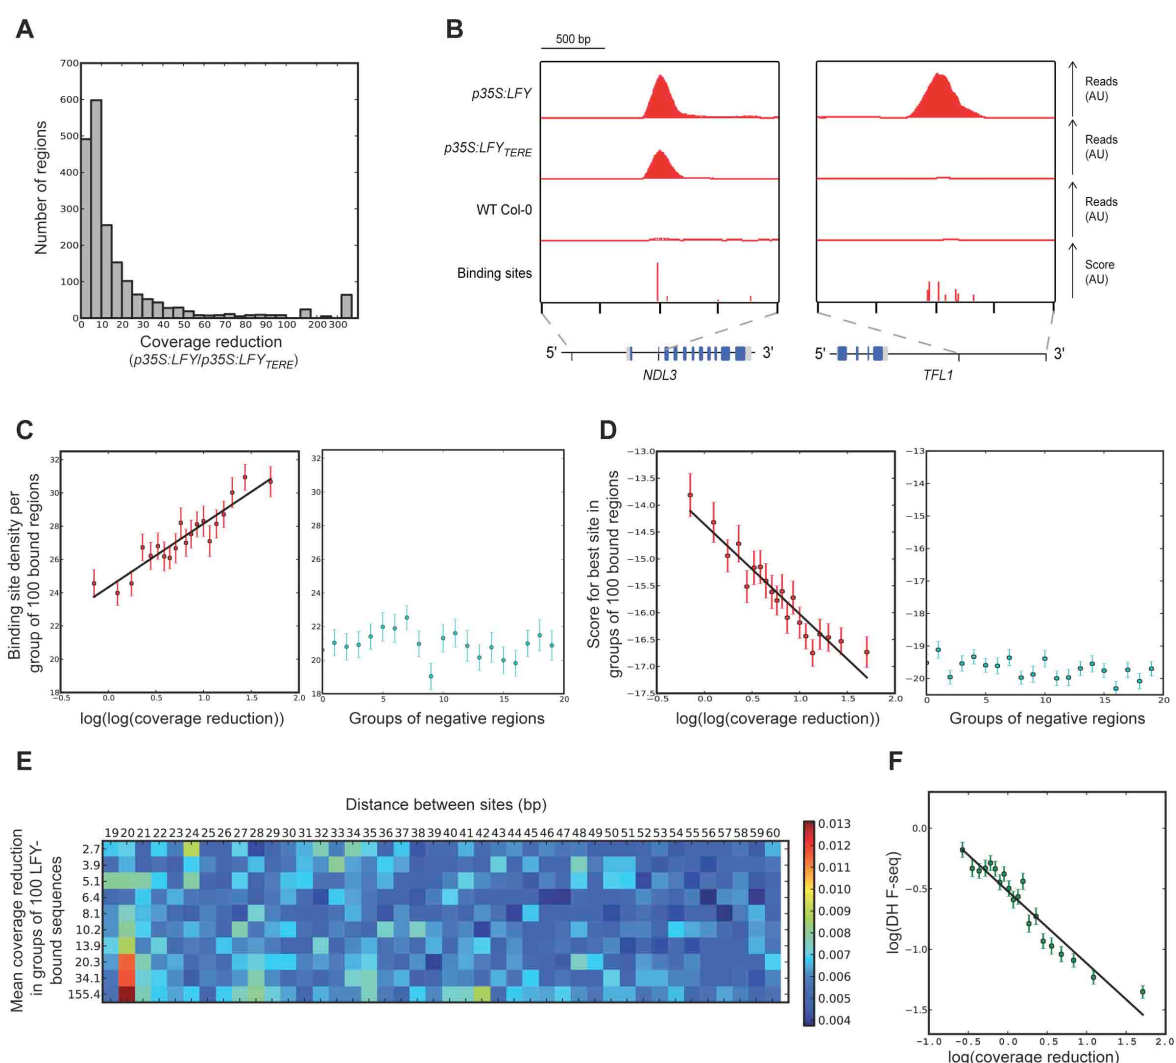 A
700
600
500
400
300
200
100
0
Number of regions
0 10 20 30 40 50 60 70 80 90 100 200 300
Coverage reduction
(p35S:LFY/p35S:LFY_TERE)
B
500 bp
p35S:LFY
p35S:LFY_TERE
WT Col-0
Binding sites
Reads
(AU)
Reads
(AU)
Reads
(AU)
Score
(AU)
5' 3'
NDL3
5' 3'
TFL1
C
Binding site density per
group of 100 bound regions
32
30
28
26
24
22
20
18
−0.5 0.0 0.5 1.0 1.5 2.0
log(log(coverage reduction))
32
30
28
26
24
22
20
18
0 5 10 15 20
Groups of negative regions
D
Score for best site in
groups of 100 bound regions
−13.0
−13.5
−14.0
−14.5
−15.0
−15.5
−16.0
−16.5
−17.0
−17.5
−0.5 0.0 0.5 1.0 1.5 2.0
log(log(coverage reduction))
−13
−14
−15
−16
−17
−18
−19
−20
0 5 10 15 20
Groups of negative regions
E
Distance between sites (bp)
19 20 21 22 23 24 25 26 27 28 29 30 31 32 33 34 35 36 37 38 39 40 41 42 43 44 45 46 47 48 49 50 51 52 53 54 55 56 57 58 59 60
Mean coverage reduction
in groups of 100 LFY-
bound sequences
2.7
3.9
5.1
6.4
8.1
10.2
13.9
20.3
34.1
155.4
0.013
0.012
0.011
0.010
0.009
0.008
0.007
0.006
0.005
0.004
F
log(DH F-seq)
0.0
−0.5
−1.0
−1.5
−1.0 −0.5 0.0 0.5 1.0 1.5 2.0
log(coverage reduction)